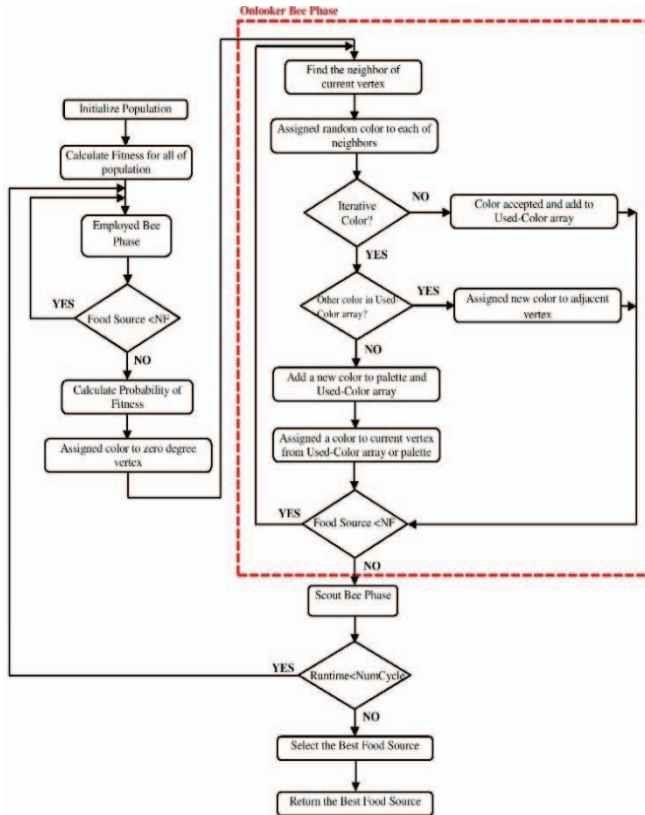 Onlooker Bee Phase
Initialize Population
Calculate Fitness for all of
population
Employed Bee
Phase
YES
Food Source <NF
NO
Calculate Probability of
Fitness
Assigned color to zero degree
vertex
Find the neighbor of
current vertex
Assigned random color to each of
neighbors
Iterative
Color?
NO
Color accepted and add to
Used-Color array
YES
Other color in Used-
Color array?
YES
Assigned new color to adjacent
vertex
NO
Add a new color to palette and
Used-Color array
Assigned a color to current vertex
from Used-Color array or palette
YES
Food Source <NF
NO
Scout Bee Phase
YES
Runtime<NumCycle
NO
Select the Best Food Source
Return the Best Food Source